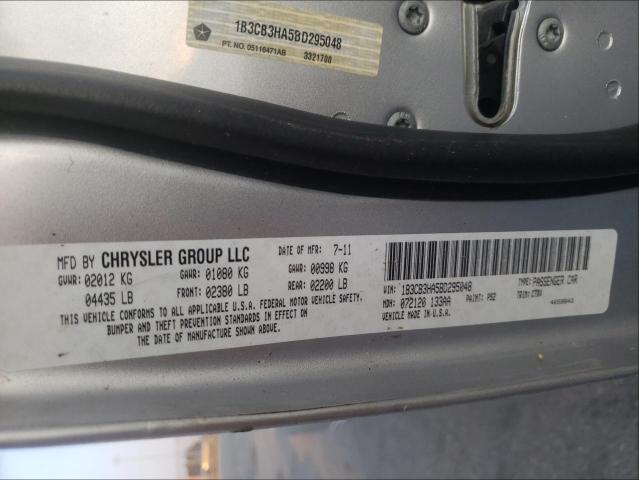 1B3CB3HA5BD295048
PT. NO. 05116471AB 3321780
MFD BY CHRYSLER GROUP LLC DATE OF MFR: 7-11
GVWR: 02012 KG GAWR: 01080 KG GAWR: 00998 KG
04435 LB FRONT: 02380 LB REAR: 02200 LB
THIS VEHICLE CONFORMS TO ALL APPLICABLE U.S.A. FEDERAL MOTOR VEHICLE SAFETY,
BUMPER AND THEFT PREVENTION STANDARDS IN EFFECT ON
THE DATE OF MANUFACTURE SHOWN ABOVE.
VIN: 1B3CB3HA5BD295048 TYPE: PASSENGER CAR
MDH: 072120 133AA PAINT: PS2 TRIM: C7DV
VEHICLE MADE IN U.S.A.